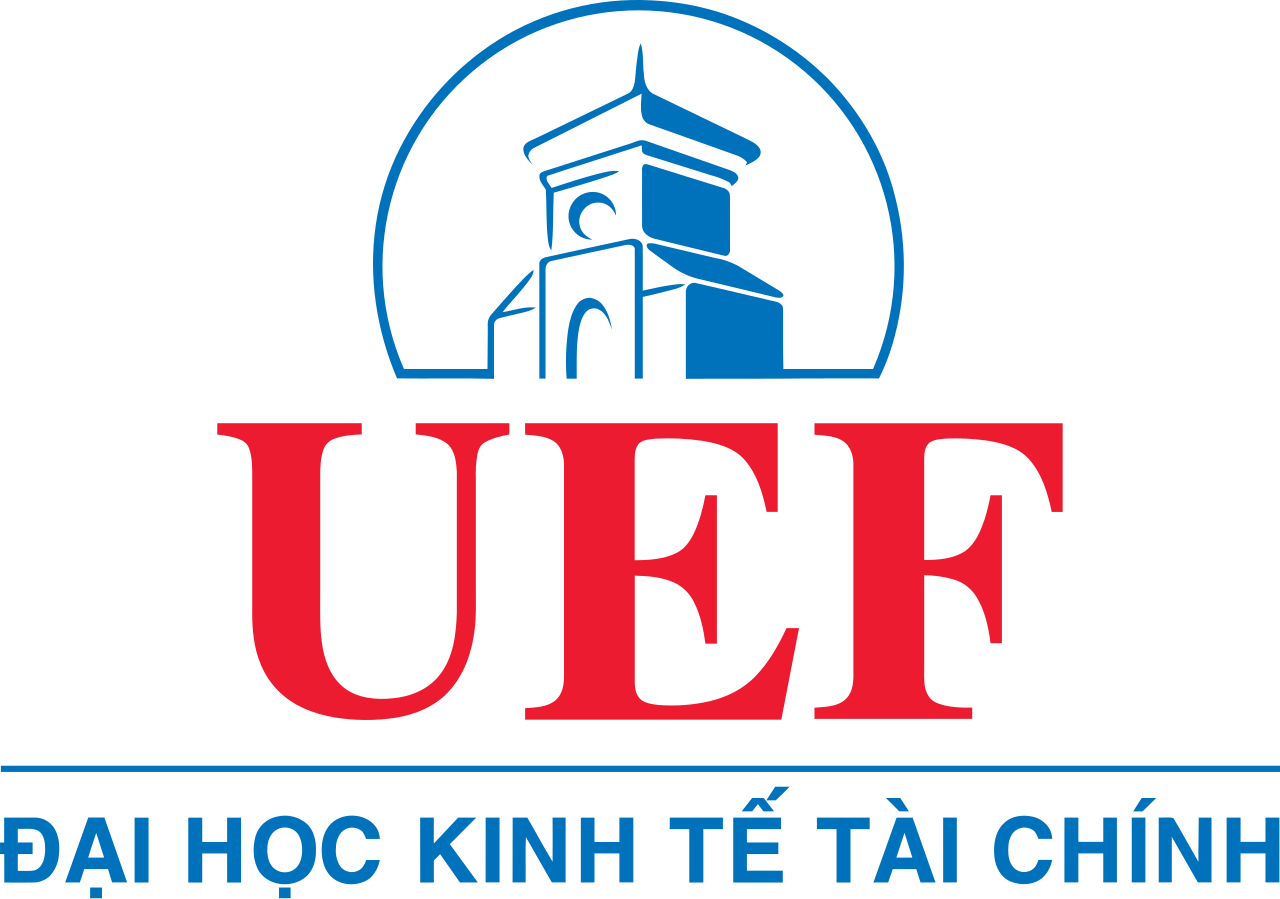 UEF
ĐẠI HỌC KINH TẾ TÀI CHÍNH